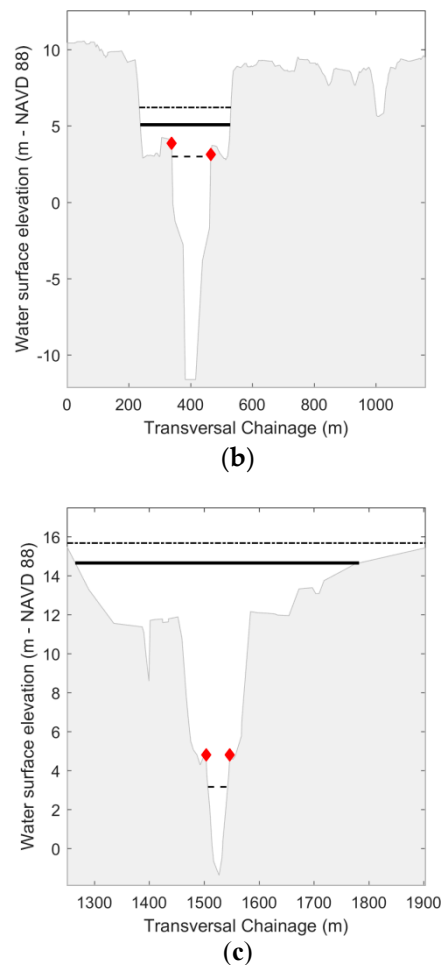 Water surface elevation (m - NAVD 88)
10
5
0
-5
-10
0 200 400 600 800 1000
Transversal Chainage (m)
(b)
Water surface elevation (m - NAVD 88)
16
14
12
10
8
6
4
2
0
1300 1400 1500 1600 1700 1800 1900
Transversal Chainage (m)
(c)